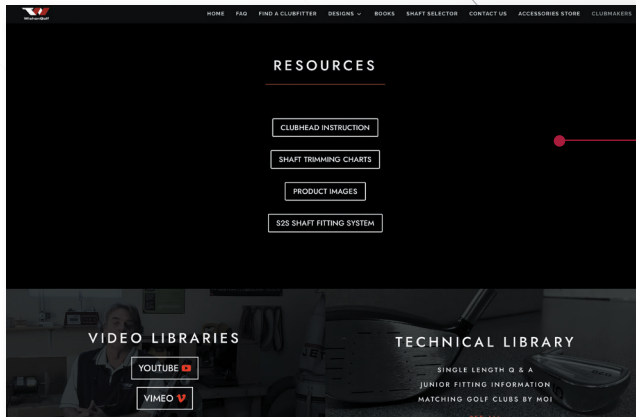 WishonGolf
HOME FAQ FIND A CLUBFITTER DESIGNS BOOKS SHAFT SELECTOR CONTACT US ACCESSORIES STORE CLUBMAKERS
RESOURCES
CLUBHEAD INSTRUCTION
SHAFT TRIMMING CHARTS
PRODUCT IMAGES
S2S SHAFT FITTING SYSTEM
VIDEO LIBRARIES
YOUTUBE
VIMEO
TECHNICAL LIBRARY
SINGLE LENGTH Q & A
JUNIOR FITTING INFORMATION
MATCHING GOLF CLUBS BY MOI